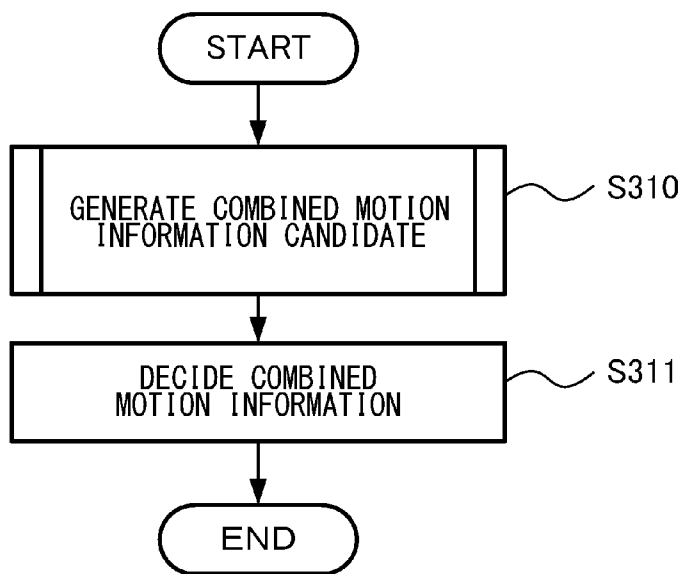 START
GENERATE COMBINED MOTION
INFORMATION CANDIDATE
S310
DECIDE COMBINED
MOTION INFORMATION
S311
END